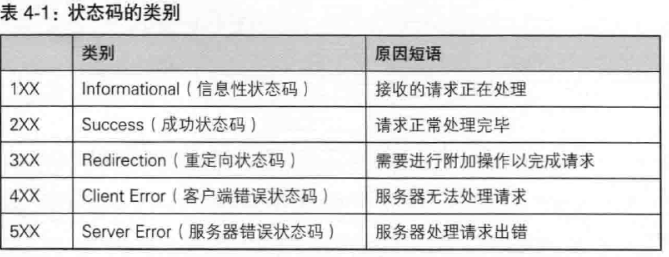 表 4-1：状态码的类别
类别 原因短语
1XX Informational（信息性状态码） 接收的请求正在处理
2XX Success（成功状态码） 请求正常处理完毕
3XX Redirection（重定向状态码） 需要进行附加操作以完成请求
4XX Client Error（客户端错误状态码） 服务器无法处理请求
5XX Server Error（服务器错误状态码） 服务器处理请求出错